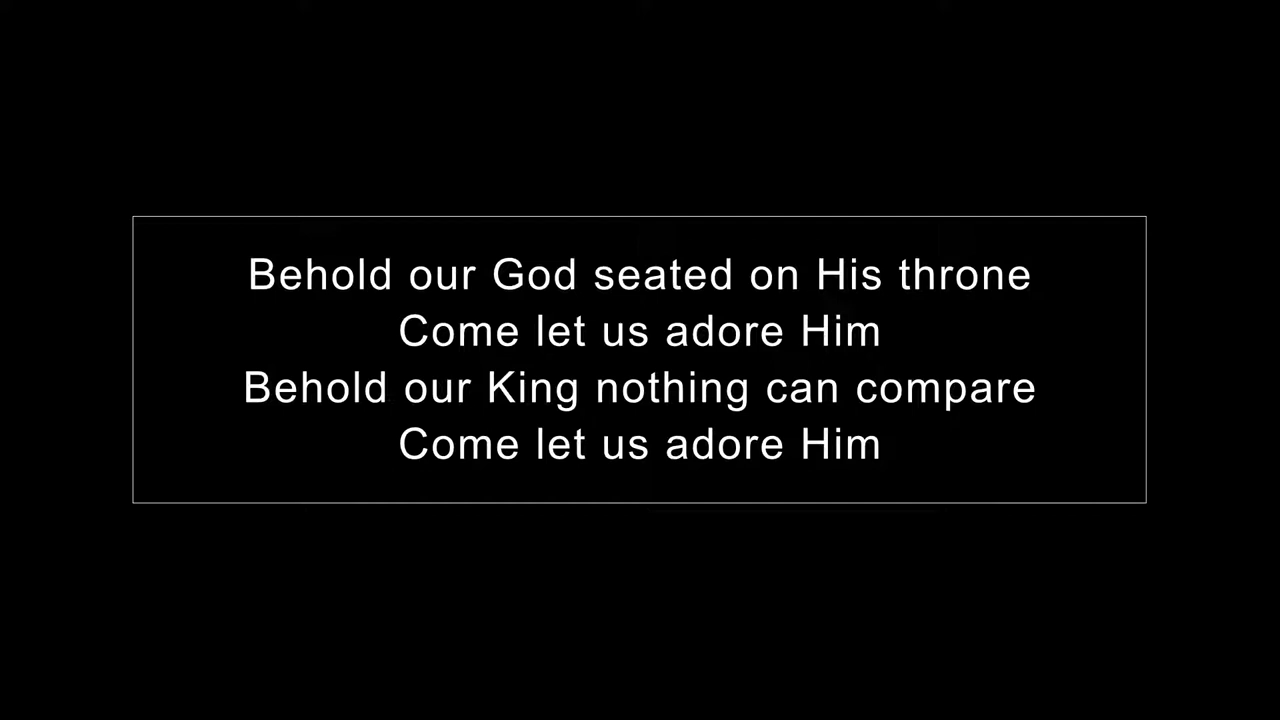 Behold our God seated on His throne
Come let us adore Him
Behold our King nothing can compare
Come let us adore Him